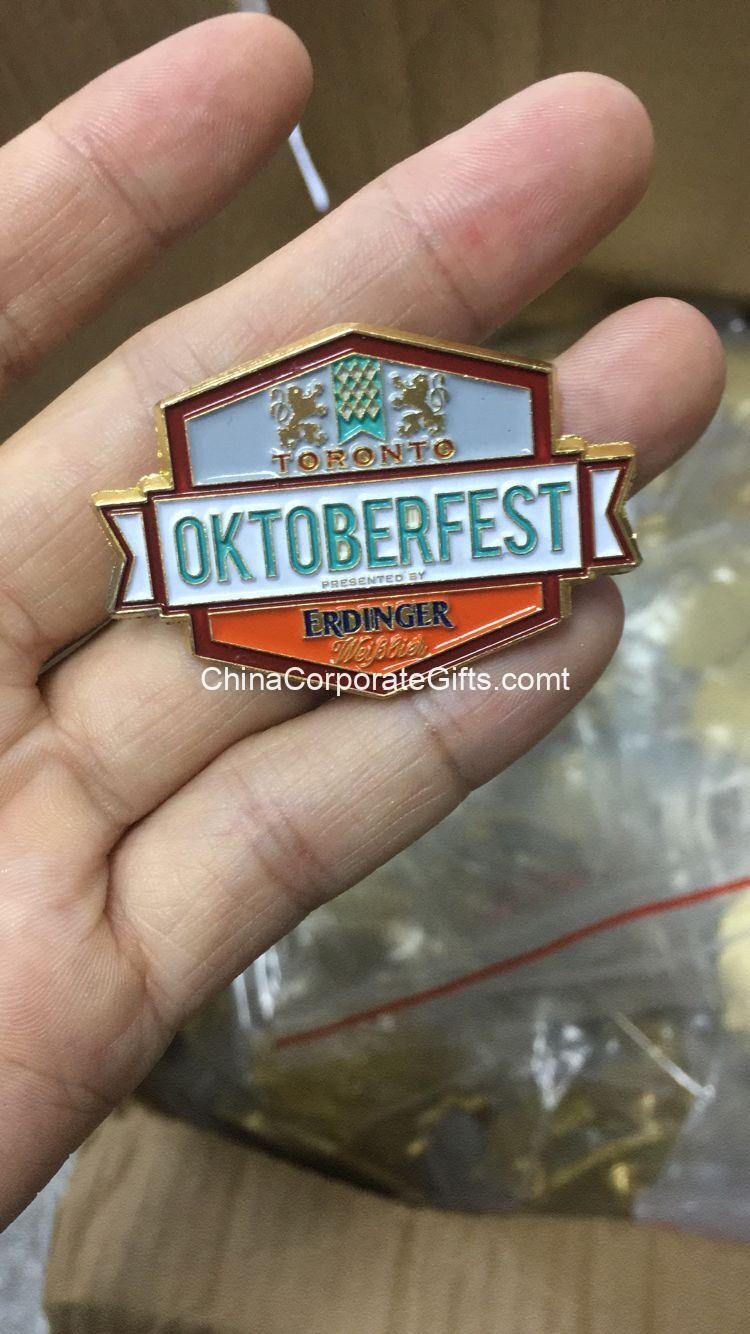 TORONTO
OKTOBERFEST
PRESENTED BY
ERDINGER
Weißbier
ChinaCorporateGifts.comt